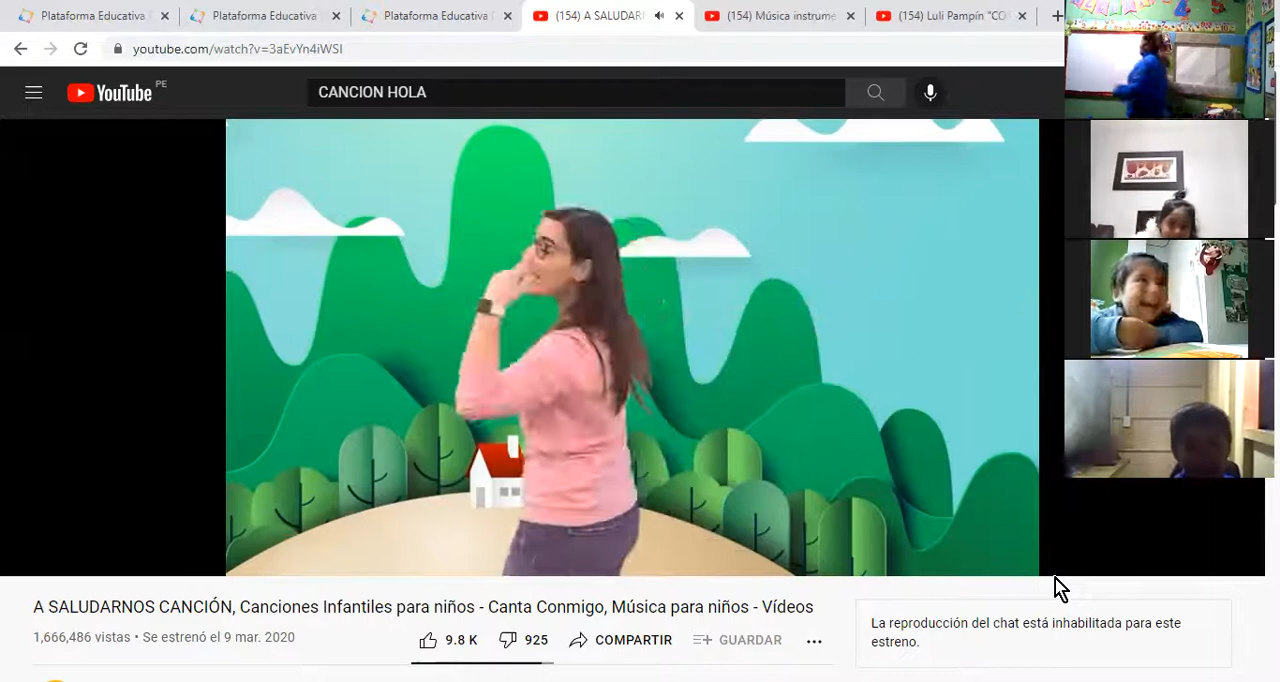 Plataforma Educativa
Plataforma Educativa
Plataforma Educativa
(154) A SALUDARN
(154) Música instrume
(154) Luli Pampín "CO
youtube.com/watch?v=3aEvYn4iWSI
YouTube PE
CANCION HOLA
A SALUDARNOS CANCIÓN, Canciones Infantiles para niños - Canta Conmigo, Música para niños - Vídeos
1,666,486 vistas • Se estrenó el 9 mar. 2020
9.8 K
925
COMPARTIR
GUARDAR
La reproducción del chat está inhabilitada para este
estreno.